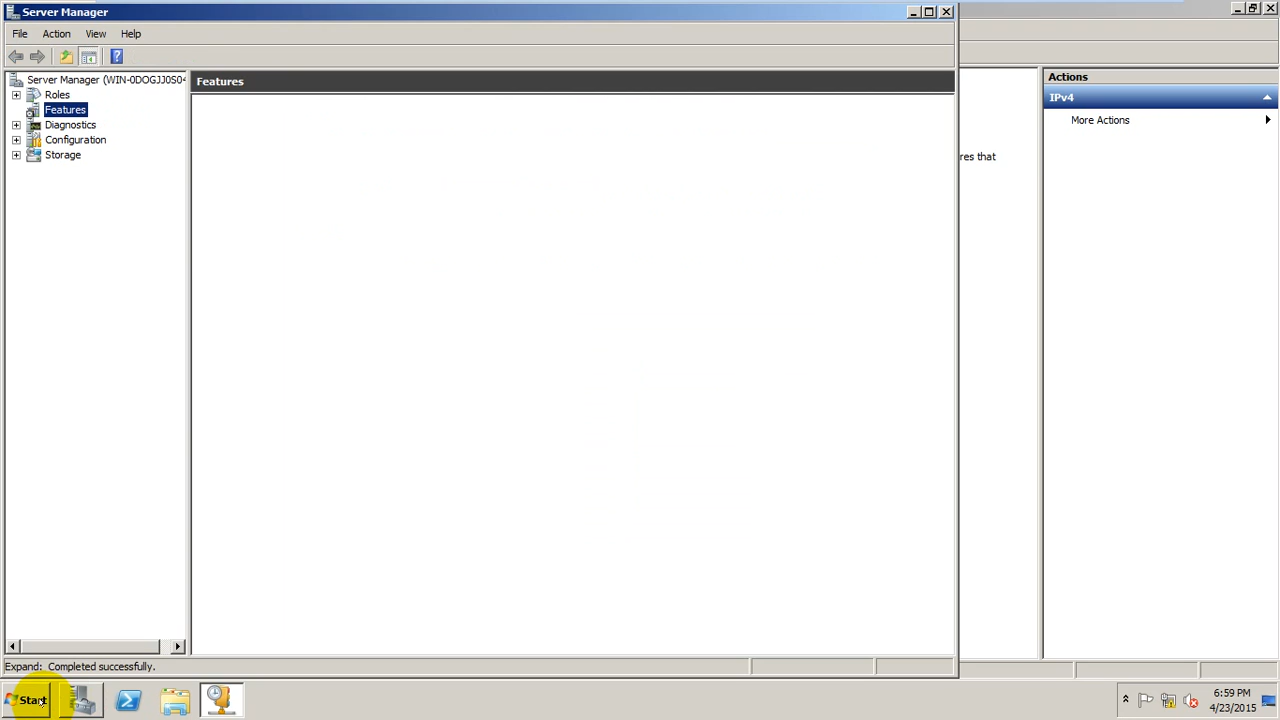 Server Manager
File Action View Help
Server Manager (WIN-0DOGJJ0S04
Roles
Features
Diagnostics
Configuration
Storage
Features
res that
Actions
IPv4
More Actions
Expand: Completed successfully.
Start
6:59 PM
4/23/2015